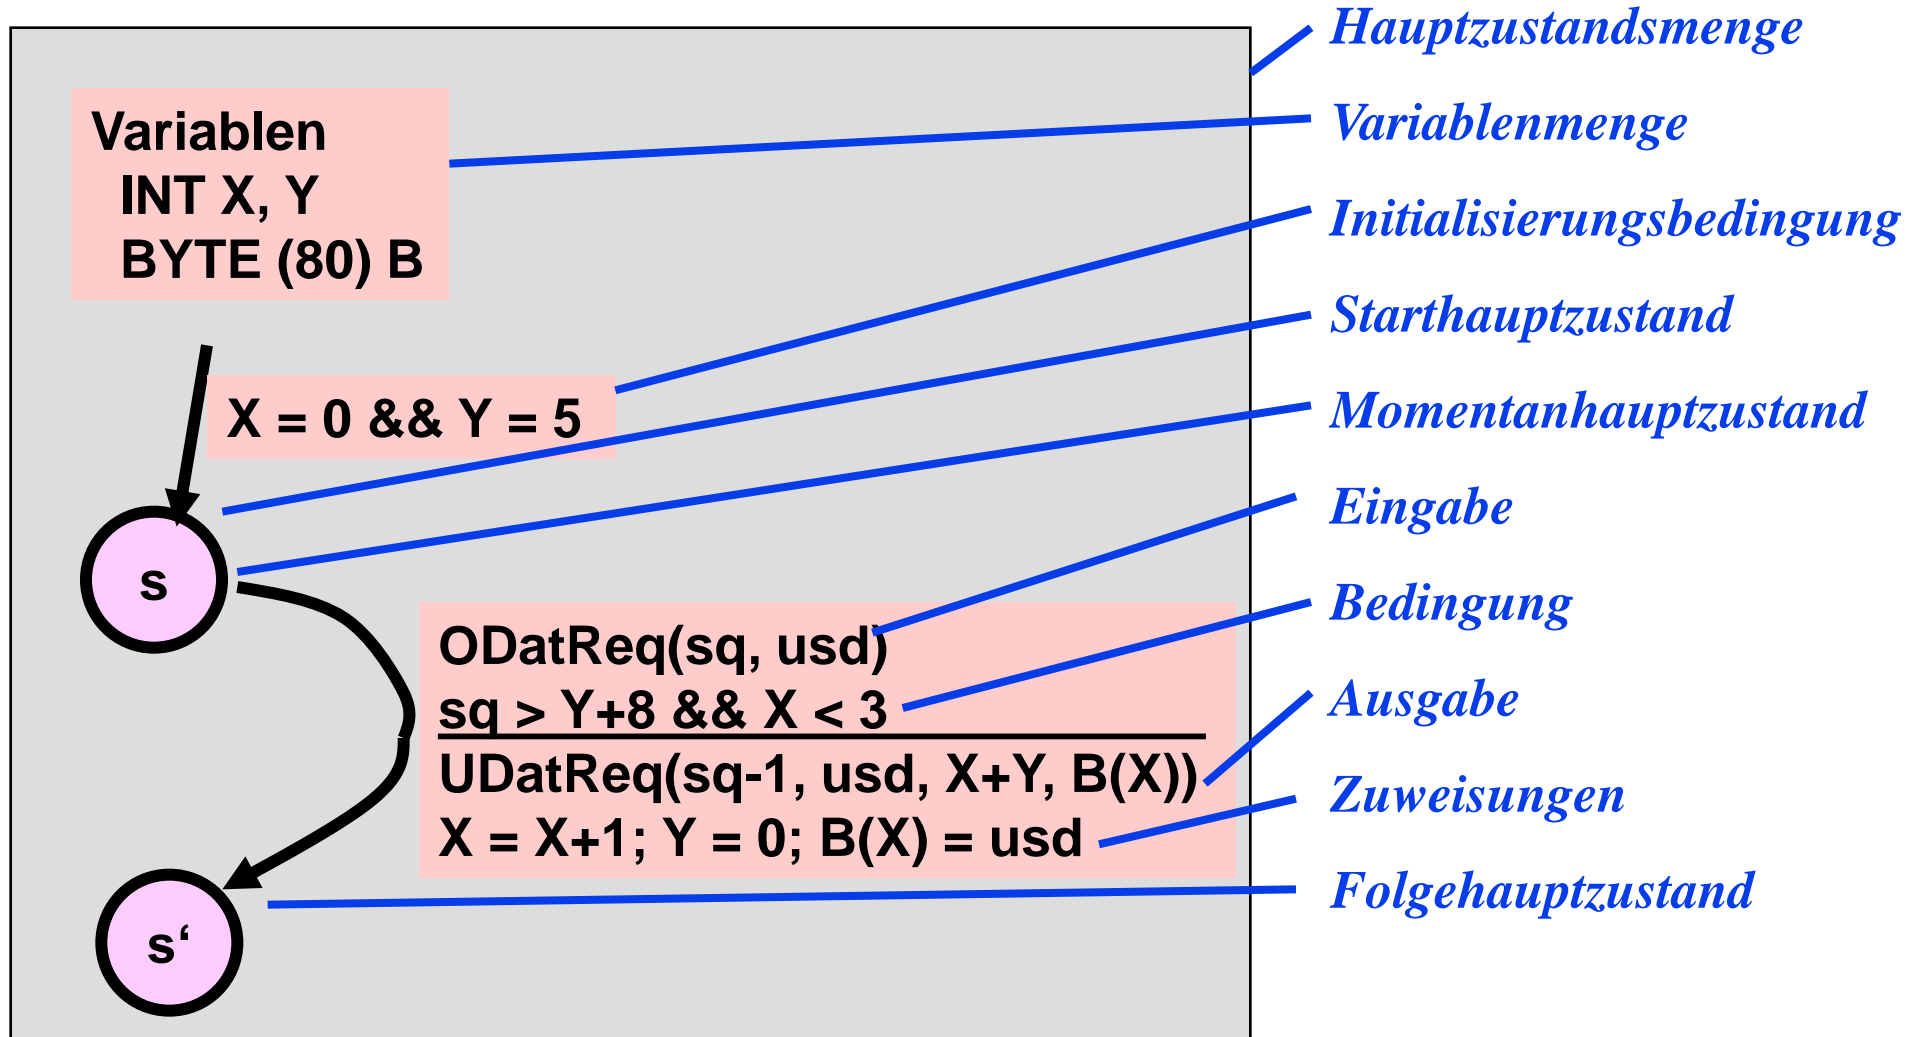 Variablen
INT X, Y
BYTE (80) B
X = 0 && Y = 5
s
ODatReq(sq, usd)
sq > Y+8 && X < 3
UDatReq(sq-1, usd, X+Y, B(X))
X = X+1; Y = 0; B(X) = usd
s‘
Hauptzustandsmenge
Variablenmenge
Initialisierungsbedingung
Starthauptzustand
Momentanhauptzustand
Eingabe
Bedingung
Ausgabe
Zuweisungen
Folgehauptzustand